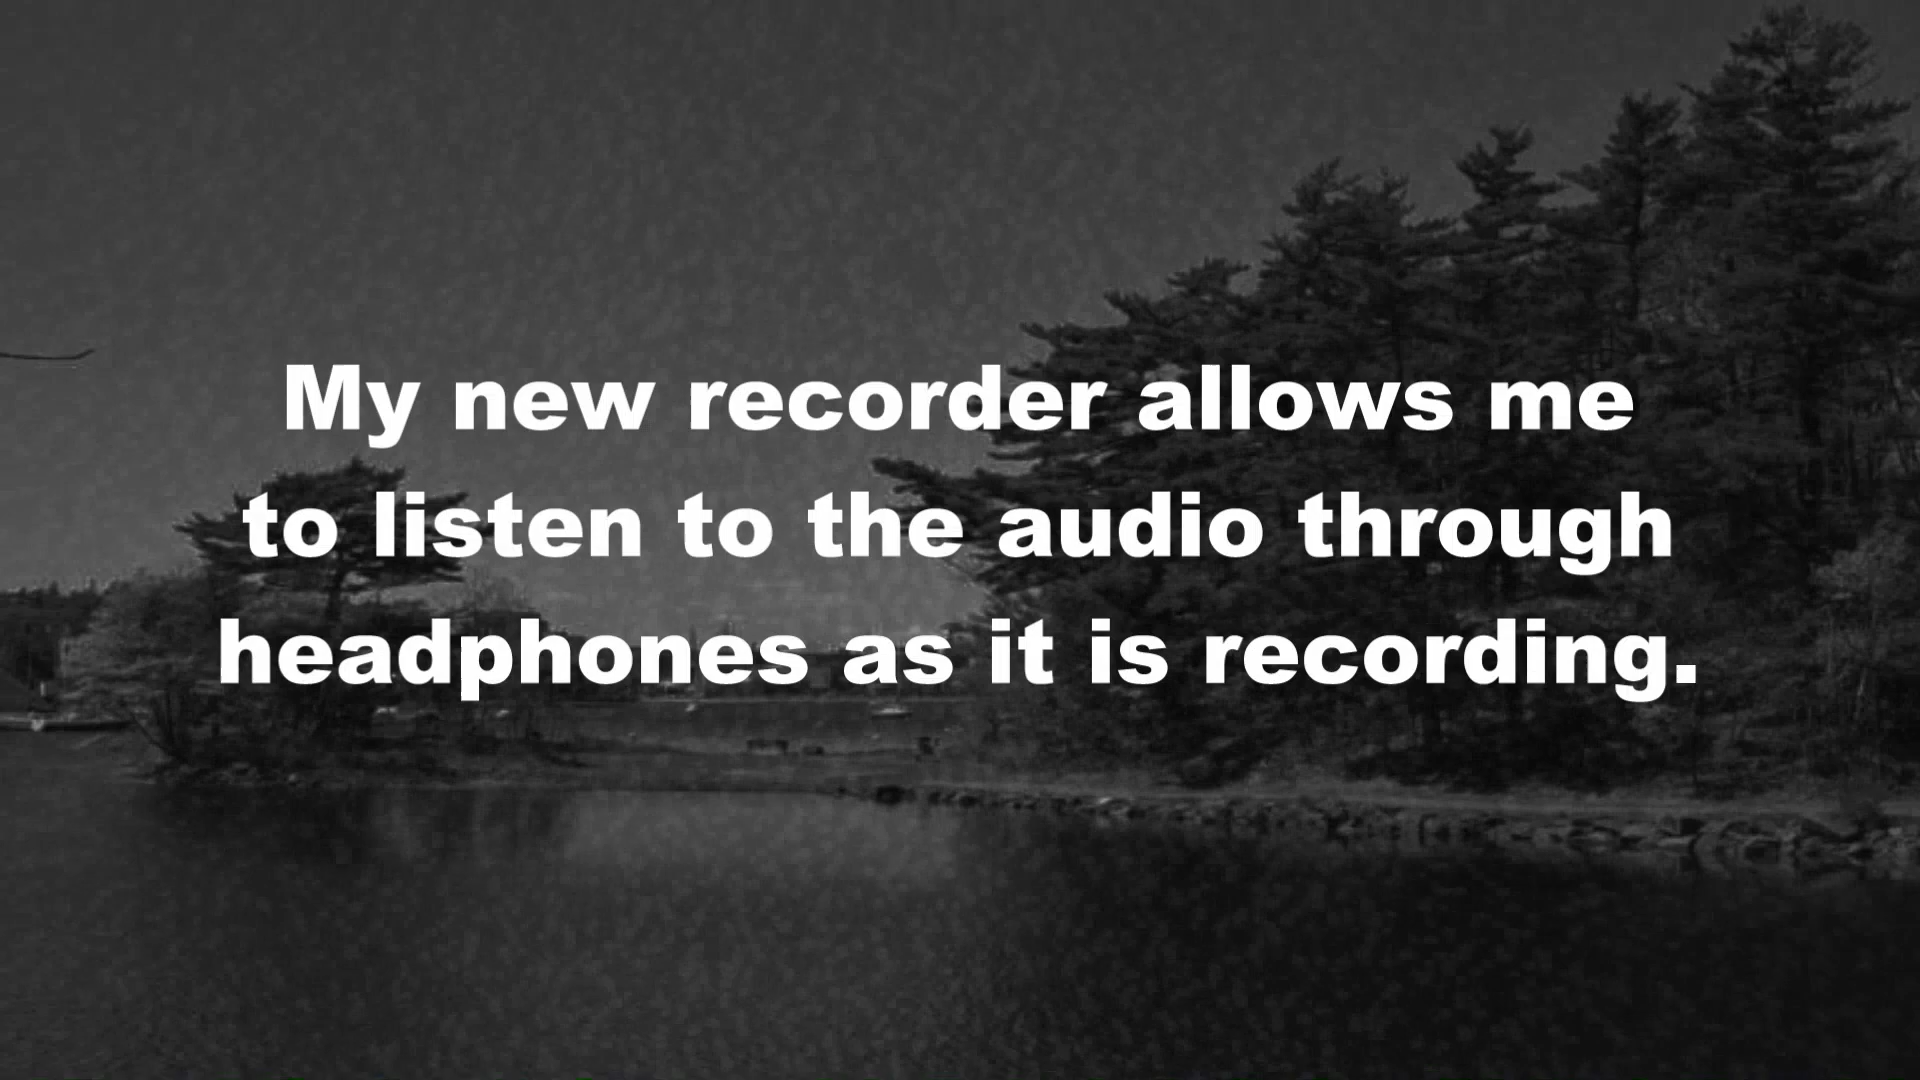 My new recorder allows me
to listen to the audio through
headphones as it is recording.